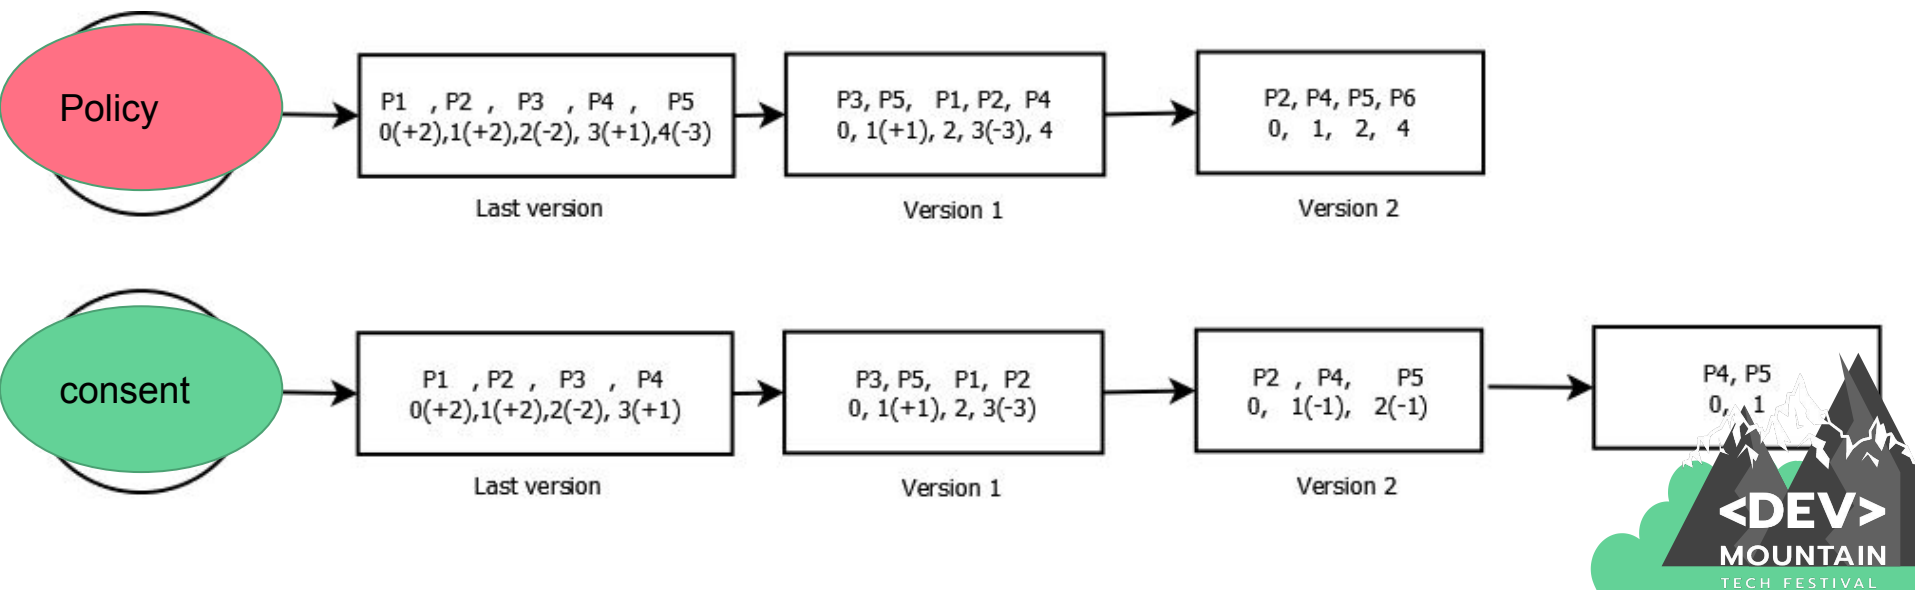 Policy
P1 , P2 , P3 , P4 , P5
0(+2),1(+2),2(-2), 3(+1),4(-3)
Last version
P3, P5, P1, P2, P4
0, 1(+1), 2, 3(-3), 4
Version 1
P2, P4, P5, P6
0, 1, 2, 4
Version 2
consent
P1 , P2 , P3 , P4
0(+2),1(+2),2(-2), 3(+1)
Last version
P3, P5, P1, P2
0, 1(+1), 2, 3(-3)
Version 1
P2 , P4, P5
0, 1(-1), 2(-1)
Version 2
P4, P5
0, 1
<DEV>
MOUNTAIN
TECH FESTIVAL